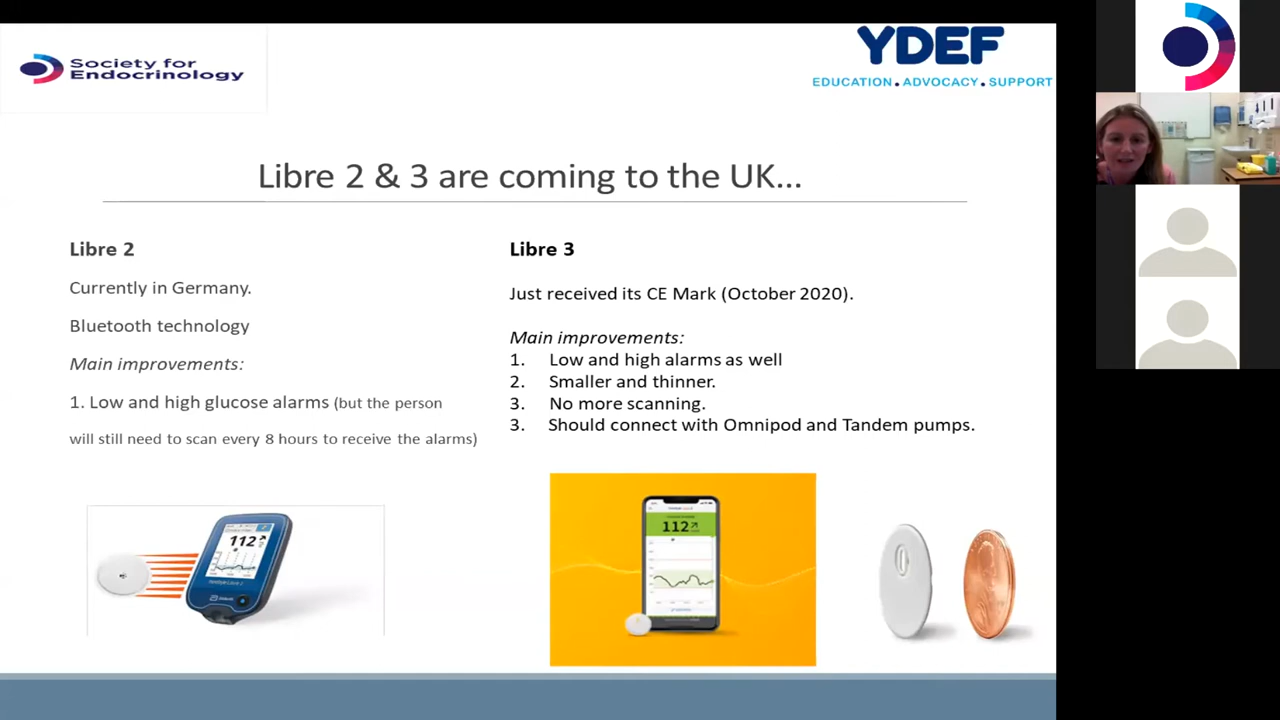 Society for
Endocrinology
YDEF
EDUCATION.ADVOCACY.SUPPORT
Libre 2 & 3 are coming to the UK...
Libre 2
Currently in Germany.
Bluetooth technology
Main improvements:
1. Low and high glucose alarms (but the person
will still need to scan every 8 hours to receive the alarms)
Libre 3
Just received its CE Mark (October 2020).
Main improvements:
1. Low and high alarms as well
2. Smaller and thinner.
3. No more scanning.
3. Should connect with Omnipod and Tandem pumps.
112
112